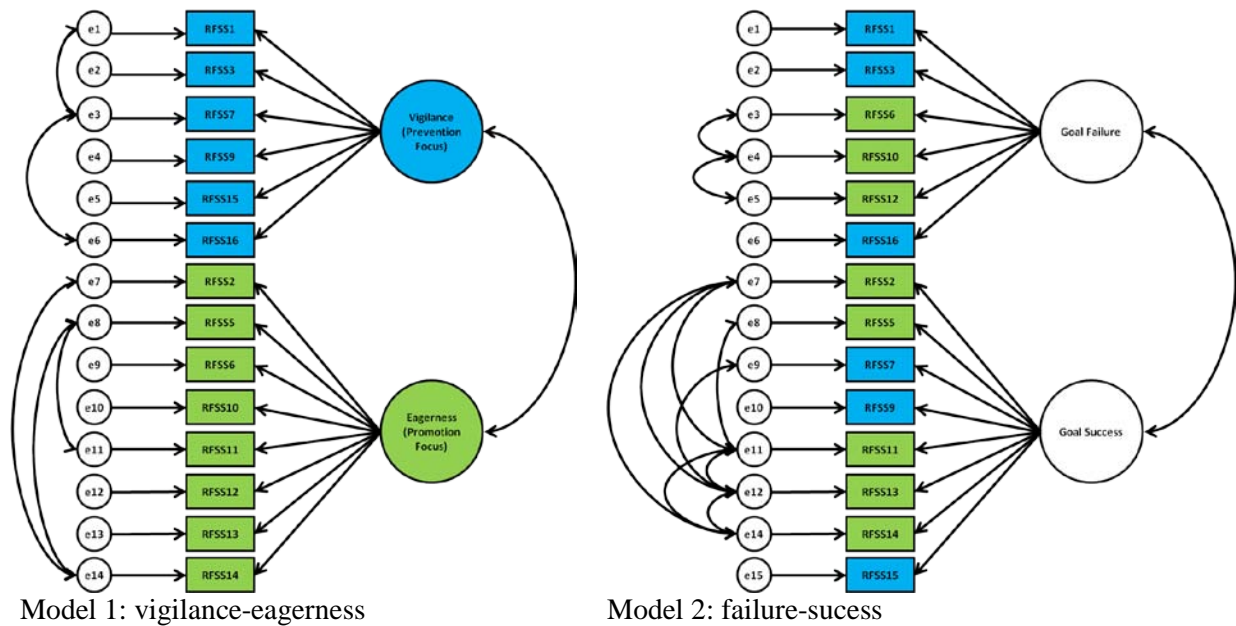 e1
RFSS1
e2
RFSS3
e3
RFSS7
e4
RFSS9
e5
RFSS15
e6
RFSS16
e7
RFSS2
e8
RFSS5
e9
RFSS6
e10
RFSS10
e11
RFSS11
e12
RFSS12
e13
RFSS13
e14
RFSS14
Vigilance
(Prevention
Focus)
Eagerness
(Promotion
Focus)
Model 1: vigilance-eagerness
e1
RFSS1
e2
RFSS3
e3
RFSS6
e4
RFSS10
e5
RFSS12
e6
RFSS16
e7
RFSS2
e8
RFSS5
e9
RFSS7
e10
RFSS9
e11
RFSS11
e12
RFSS13
e14
RFSS14
e15
RFSS15
Goal Failure
Goal Success
Model 2: failure-sucess